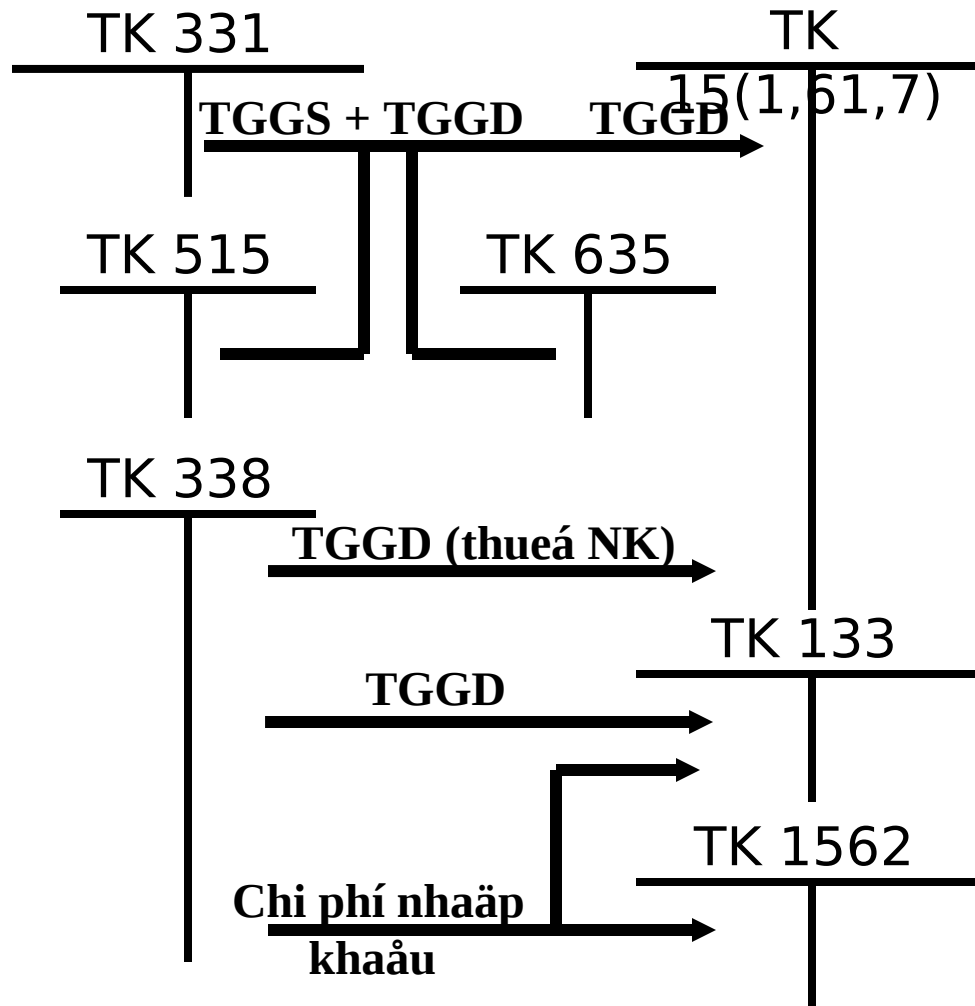 TK 331
TK
15(1,61,7)
TGGS + TGGD
TGGD
TK 515
TK 635
TK 338
TGGD (thueá NK)
TK 133
TGGD
TK 1562
Chi phí nhaäp
khaåu